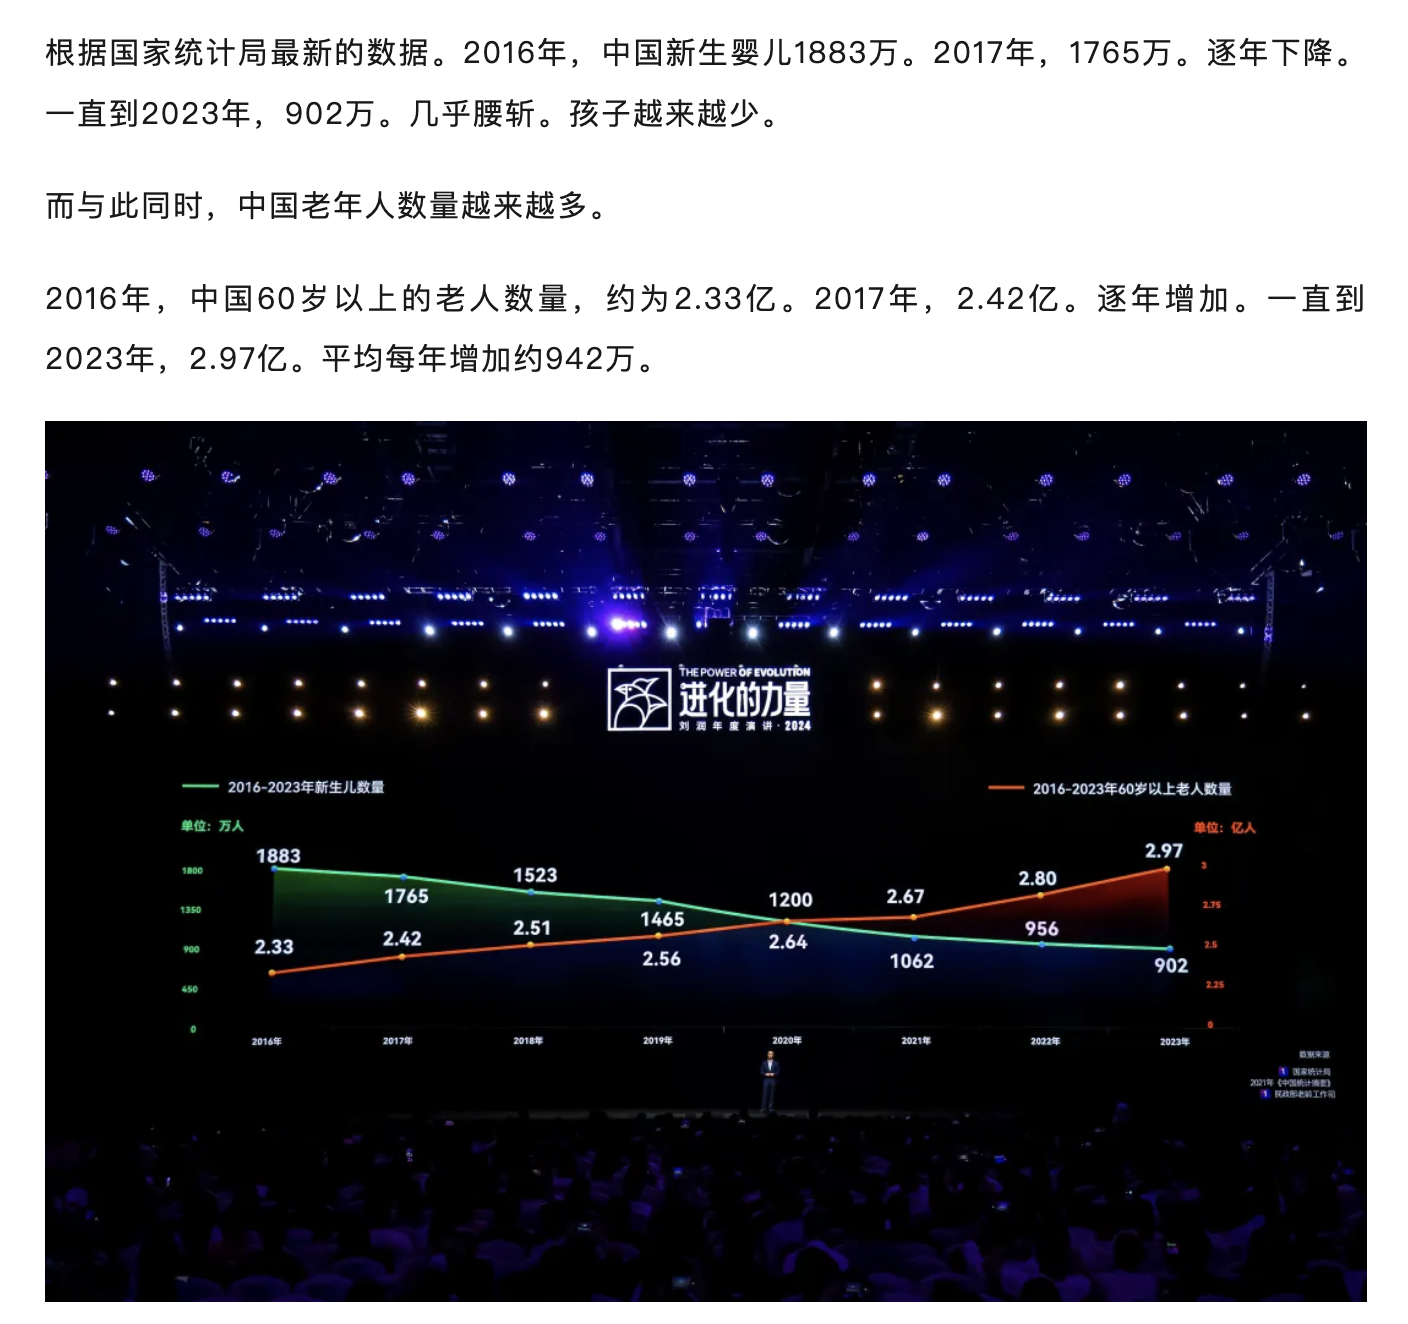 根据国家统计局最新的数据。2016年，中国新生婴儿1883万。2017年，1765万。逐年下降。
一直到2023年，902万。几乎腰斩。孩子越来越少。
而与此同时，中国老年人数量越来越多。
2016年，中国60岁以上的老人数量，约为2.33亿。2017年，2.42亿。逐年增加。一直到
2023年，2.97亿。平均每年增加约942万。
THE POWER OF EVOLUTION
进化的力量
刘润年度演讲·2024
2016-2023年新生儿数量
2016-2023年60岁以上老人数量
单位：万人
单位：亿人
1883
1765
1523
1465
1200
1062
956
902
2.33
2.42
2.51
2.56
2.64
2.67
2.80
2.97
1800
1350
900
450
0
3
2.75
2.5
2.25
0
2016年
2017年
2018年
2019年
2020年
2021年
2022年
2023年
数据来源
1 国家统计局
2021年《中国统计摘要》
1 民政部老龄工作司